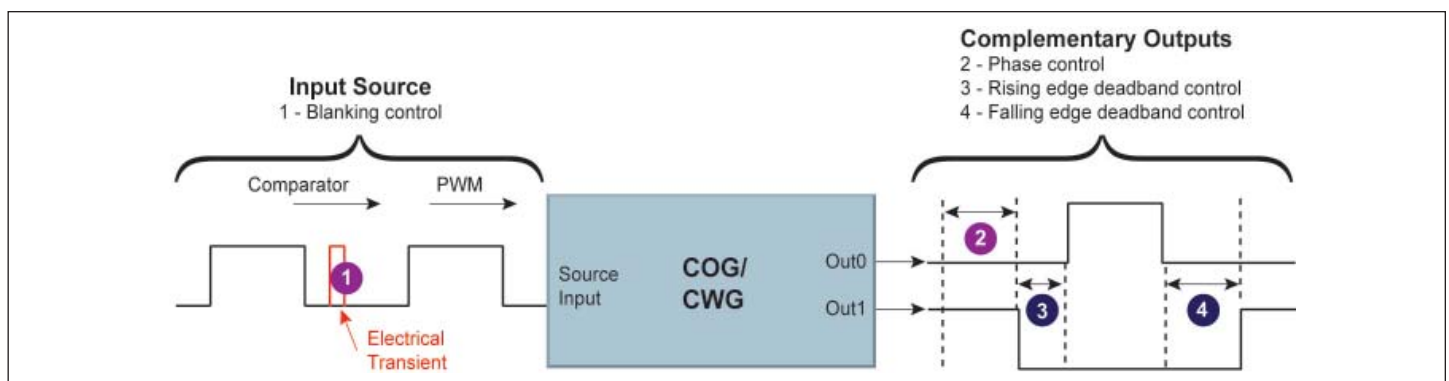 Input Source
1 - Blanking control
Comparator
PWM
1
Electrical
Transient
Source
Input
COG/
CWG
Out0
Out1
Complementary Outputs
2 - Phase control
3 - Rising edge deadband control
4 - Falling edge deadband control
2
3
4